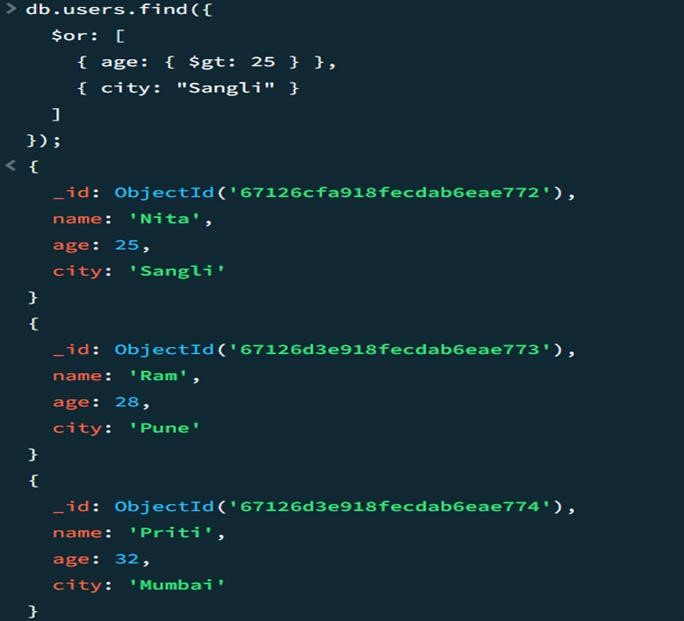 > db.users.find({
$or: [
{ age: { $gt: 25 } },
{ city: "Sangli" }
]
});
< {
_id: ObjectId('67126cfa918fecdab6eae772'),
name: 'Nita',
age: 25,
city: 'Sangli'
}
{
_id: ObjectId('67126d3e918fecdab6eae773'),
name: 'Ram',
age: 28,
city: 'Pune'
}
{
_id: ObjectId('67126d3e918fecdab6eae774'),
name: 'Priti',
age: 32,
city: 'Mumbai'
}